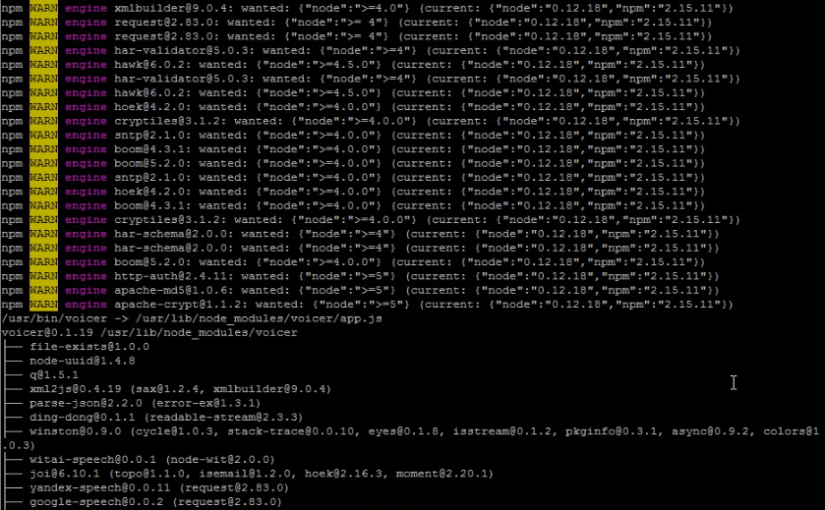 npm WARN engine xmlbuilder@9.0.4: wanted: {"node":">=4.0"} (current: {"node":"0.12.18","npm":"2.15.11"})
npm WARN engine request@2.83.0: wanted: {"node":">= 4"} (current: {"node":"0.12.18","npm":"2.15.11"})
npm WARN engine request@2.83.0: wanted: {"node":">= 4"} (current: {"node":"0.12.18","npm":"2.15.11"})
npm WARN engine har-validator@5.0.3: wanted: {"node":">=4"} (current: {"node":"0.12.18","npm":"2.15.11"})
npm WARN engine hawk@6.0.2: wanted: {"node":">=4.5.0"} (current: {"node":"0.12.18","npm":"2.15.11"})
npm WARN engine har-validator@5.0.3: wanted: {"node":">=4"} (current: {"node":"0.12.18","npm":"2.15.11"})
npm WARN engine hawk@6.0.2: wanted: {"node":">=4.5.0"} (current: {"node":"0.12.18","npm":"2.15.11"})
npm WARN engine hoek@4.2.0: wanted: {"node":">=4.0.0"} (current: {"node":"0.12.18","npm":"2.15.11"})
npm WARN engine cryptiles@3.1.2: wanted: {"node":">=4.0.0"} (current: {"node":"0.12.18","npm":"2.15.11"})
npm WARN engine sntp@2.1.0: wanted: {"node":">=4.0.0"} (current: {"node":"0.12.18","npm":"2.15.11"})
npm WARN engine boom@4.3.1: wanted: {"node":">=4.0.0"} (current: {"node":"0.12.18","npm":"2.15.11"})
npm WARN engine boom@5.2.0: wanted: {"node":">=4.0.0"} (current: {"node":"0.12.18","npm":"2.15.11"})
npm WARN engine sntp@2.1.0: wanted: {"node":">=4.0.0"} (current: {"node":"0.12.18","npm":"2.15.11"})
npm WARN engine hoek@4.2.0: wanted: {"node":">=4.0.0"} (current: {"node":"0.12.18","npm":"2.15.11"})
npm WARN engine boom@4.3.1: wanted: {"node":">=4.0.0"} (current: {"node":"0.12.18","npm":"2.15.11"})
npm WARN engine cryptiles@3.1.2: wanted: {"node":">=4.0.0"} (current: {"node":"0.12.18","npm":"2.15.11"})
npm WARN engine har-schema@2.0.0: wanted: {"node":">=4"} (current: {"node":"0.12.18","npm":"2.15.11"})
npm WARN engine har-schema@2.0.0: wanted: {"node":">=4"} (current: {"node":"0.12.18","npm":"2.15.11"})
npm WARN engine boom@5.2.0: wanted: {"node":">=4.0.0"} (current: {"node":"0.12.18","npm":"2.15.11"})
npm WARN engine http-auth@2.4.11: wanted: {"node":">=5"} (current: {"node":"0.12.18","npm":"2.15.11"})
npm WARN engine apache-md5@1.0.6: wanted: {"node":">=5"} (current: {"node":"0.12.18","npm":"2.15.11"})
npm WARN engine apache-crypt@1.1.2: wanted: {"node":">=5"} (current: {"node":"0.12.18","npm":"2.15.11"})
/usr/bin/voicer -> /usr/lib/node_modules/voicer/app.js
voicer@0.1.19 /usr/lib/node_modules/voicer
├── file-exists@1.0.0
├── node-uuid@1.4.8
├── q@1.5.1
├── xml2js@0.4.19 (sax@1.2.4, xmlbuilder@9.0.4)
├── parse-json@2.2.0 (error-ex@1.3.1)
├── ding-dong@0.1.1 (readable-stream@2.3.3)
├── winston@0.9.0 (cycle@1.0.3, stack-trace@0.0.10, eyes@0.1.8, isstream@0.1.2, pkginfo@0.3.1, async@0.9.2, colors@1
.0.3)
├── witai-speech@0.0.1 (node-wit@2.0.0)
├── joi@6.10.1 (topo@1.1.0, isemail@1.2.0, hoek@2.16.3, moment@2.20.1)
├── yandex-speech@0.0.11 (request@2.83.0)
├── google-speech@0.0.2 (request@2.83.0)